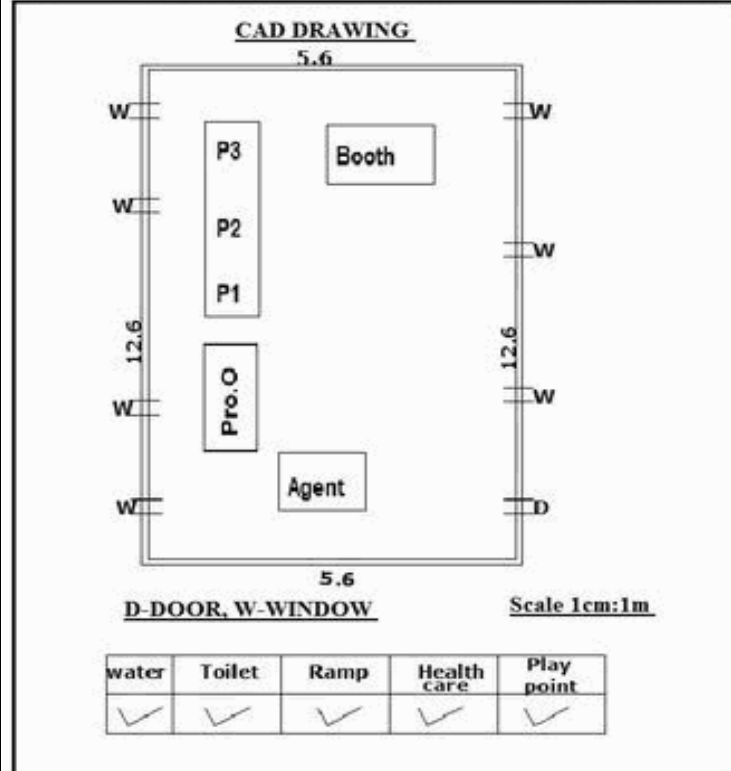 CAD DRAWING
5.6
W
W
P3
Booth
W
P2
W
P1
12.6
12.6
Pro.O
W
W
Agent
W
D
5.6
D-DOOR, W-WINDOW
Scale 1cm:1m
water Toilet Ramp Health care Play point